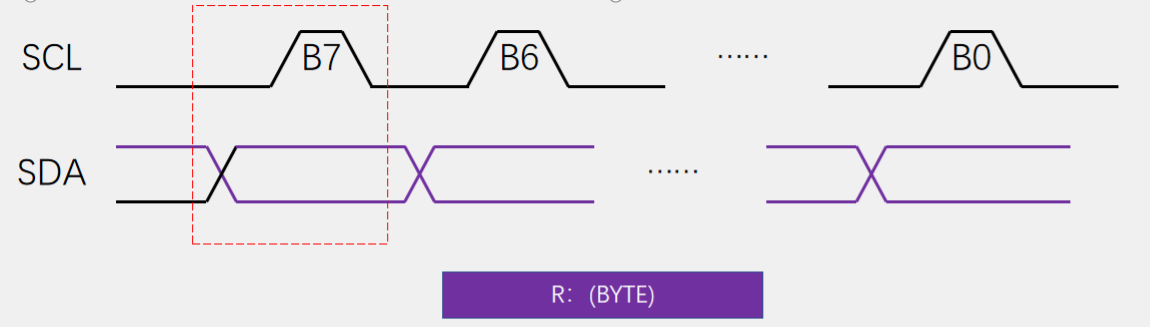 SCL
B7
B6
……
B0
SDA
……
R：(BYTE)